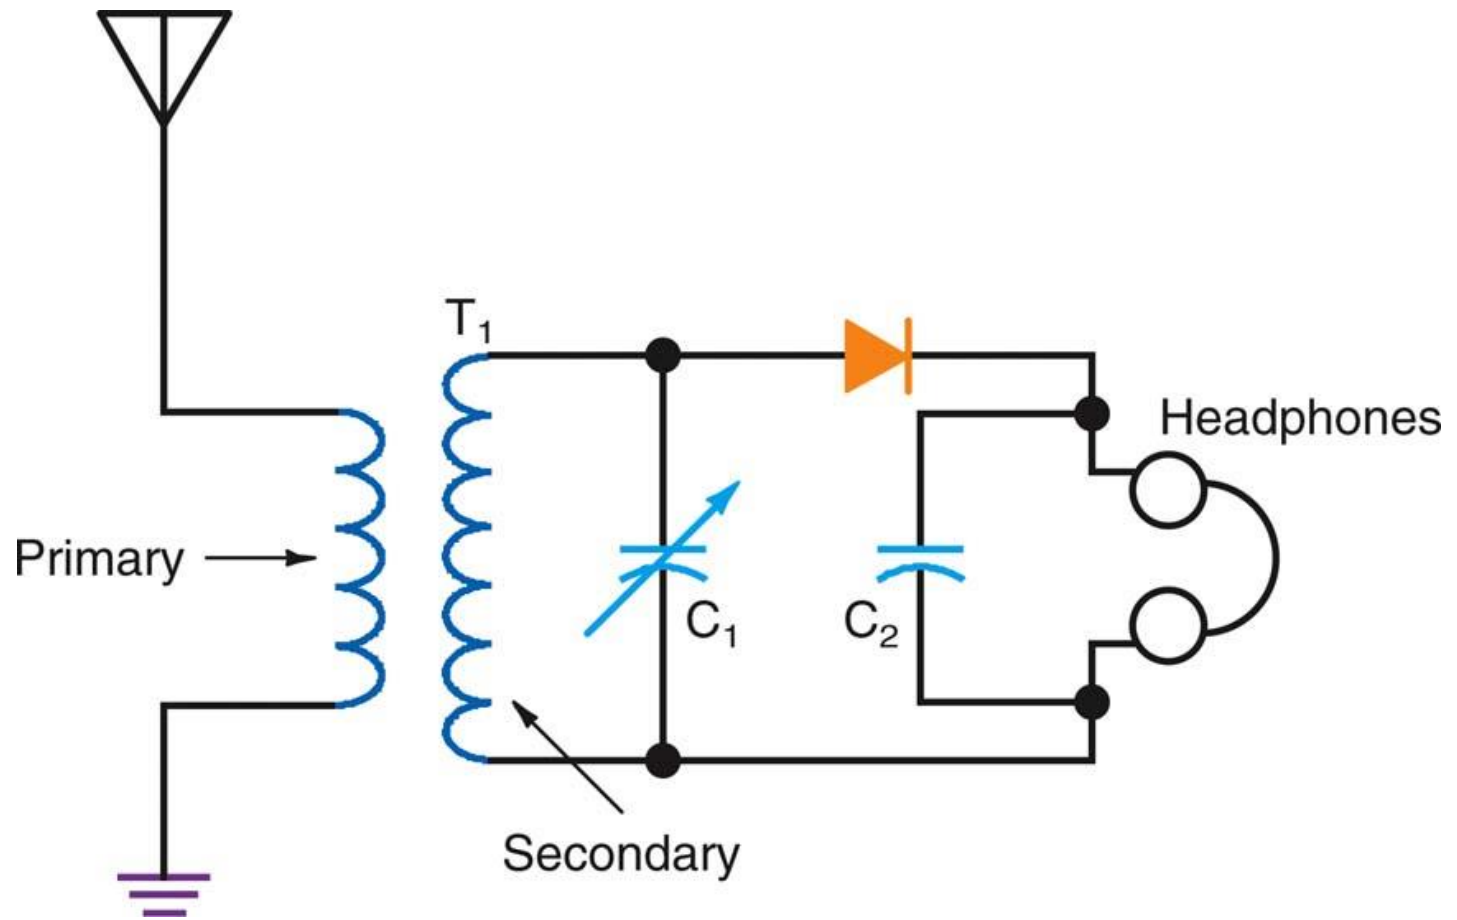 T₁
Headphones
Primary
C₁
C₂
Secondary